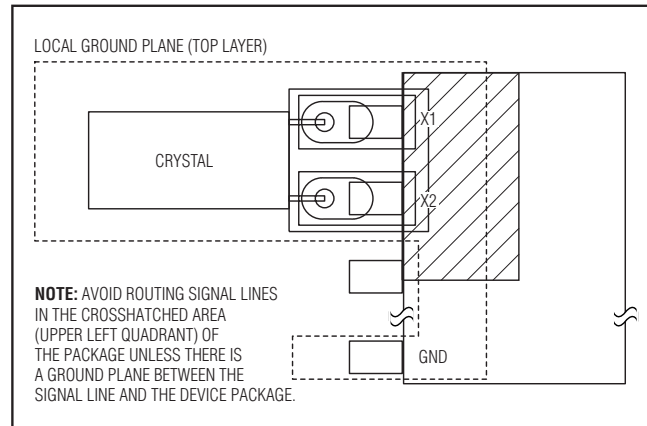 LOCAL GROUND PLANE (TOP LAYER)
X1
CRYSTAL
X2
NOTE: AVOID ROUTING SIGNAL LINES
IN THE CROSSHATCHED AREA
(UPPER LEFT QUADRANT) OF
THE PACKAGE UNLESS THERE IS
A GROUND PLANE BETWEEN THE
SIGNAL LINE AND THE DEVICE PACKAGE.
GND